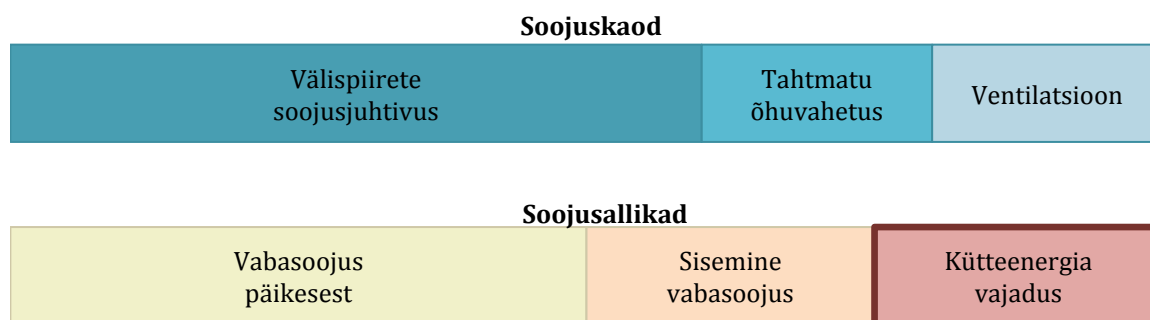 Soojuskaod
Välispiirete
soojusjuhtivus
Tahtmatu
õhuvahetus
Ventilatsioon
Soojusallikad
Vabasoojus
päikesest
Sisemine
vabasoojus
Kütteenergia
vajadus